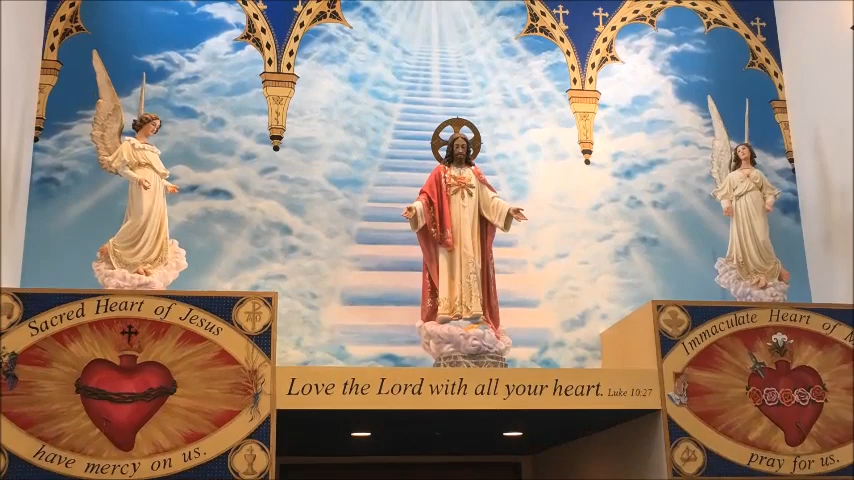 Sacred Heart of Jesus
have mercy on us.
Love the Lord with all your heart. Luke 10:27
Immaculate Heart of
pray for us.